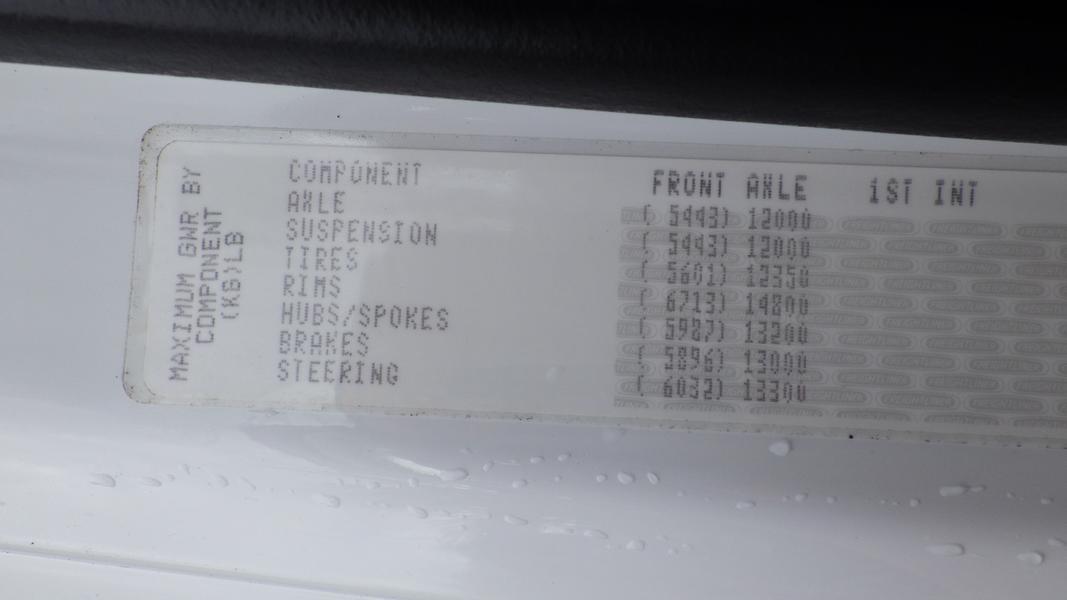 MAXIMUM GWR BY
COMPONENT
(KG)LB
COMPONENT FRONT AXLE 1ST INT
AXLE ( 5443) 12000
SUSPENSION ( 5443) 12000
TIRES ( 5601) 12350
RIMS ( 6713) 14800
HUBS/SPOKES ( 5987) 13200
BRAKES ( 5896) 13000
STEERING ( 6032) 13300